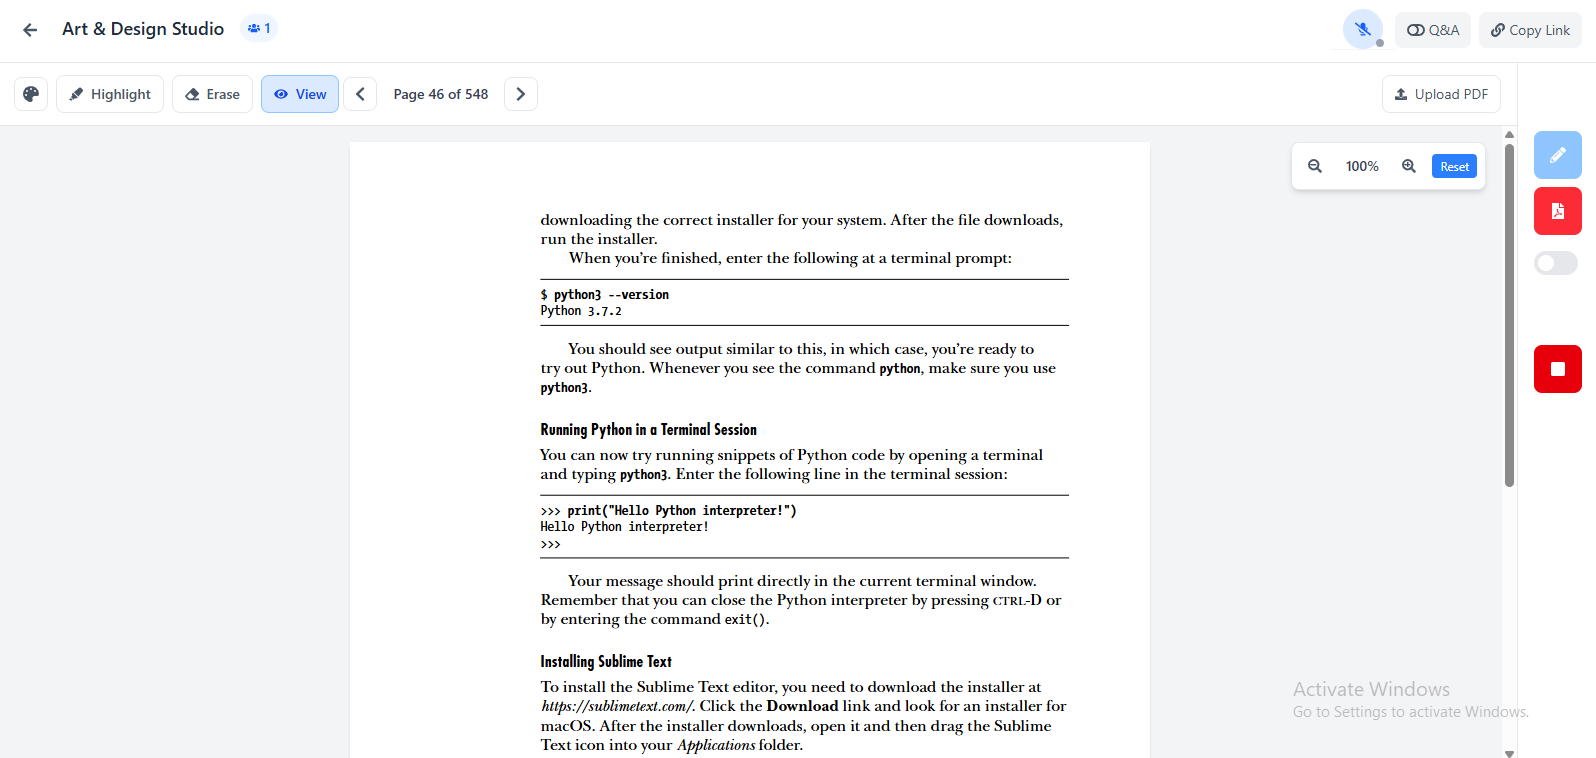 Art & Design Studio
1
Q&A
Copy Link
Highlight
Erase
View
Page 46 of 548
Upload PDF
100%
Reset
downloading the correct installer for your system. After the file downloads,
run the installer.
When you’re finished, enter the following at a terminal prompt:
$ python3 --version
Python 3.7.2
You should see output similar to this, in which case, you’re ready to
try out Python. Whenever you see the command python, make sure you use
python3.
Running Python in a Terminal Session
You can now try running snippets of Python code by opening a terminal
and typing python3. Enter the following line in the terminal session:
>>> print("Hello Python interpreter!")
Hello Python interpreter!
>>>
Your message should print directly in the current terminal window.
Remember that you can close the Python interpreter by pressing CTRL-D or
by entering the command exit().
Installing Sublime Text
To install the Sublime Text editor, you need to download the installer at
https://sublimetext.com/. Click the Download link and look for an installer for
macOS. After the installer downloads, open it and then drag the Sublime
Text icon into your Applications folder.
Activate Windows
Go to Settings to activate Windows.